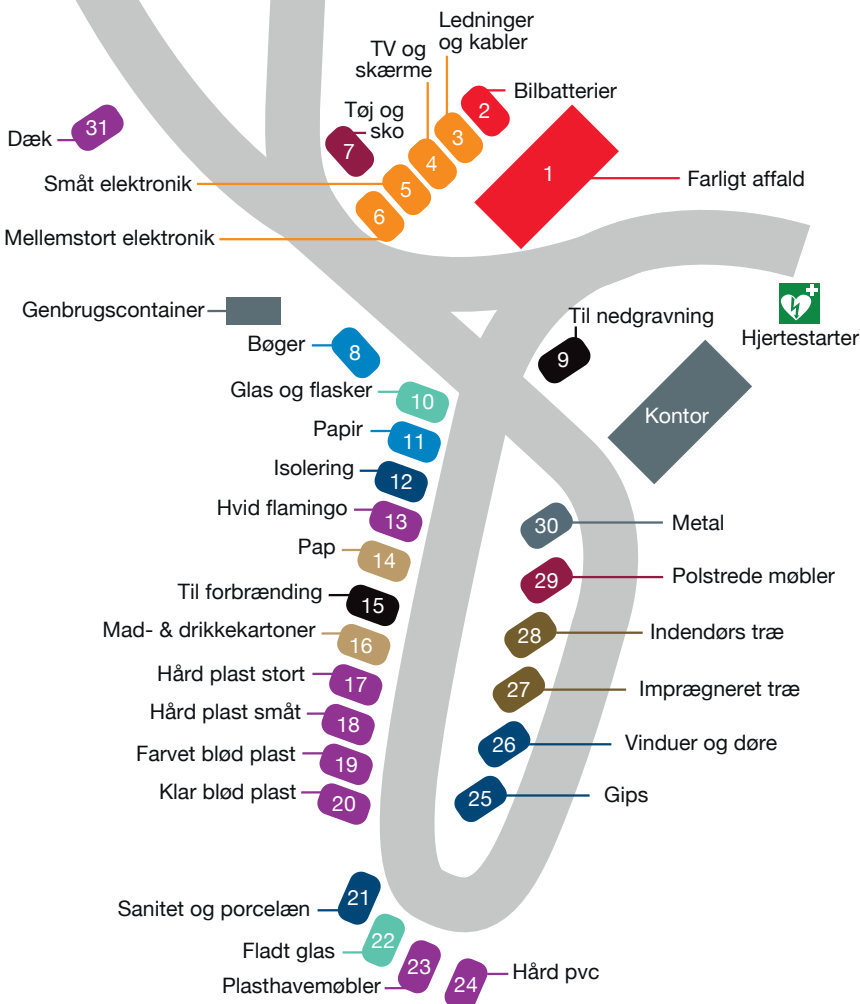 Ledninger
og kabler
TV og
skærme
Bilbatterier
2
Tøj og
sko
31
3
Dæk
7
4
1
Farligt affald
Småt elektronik
5
6
Mellemstort elektronik
Genbrugscontainer
Til nedgravning
Hjertestarter
Bøger
8
9
Glas og flasker
10
Kontor
Papir
11
Isolering
12
Hvid flamingo
13
30
Metal
Pap
14
29
Polstrede møbler
Til forbrænding
15
Mad- & drikkekartoner
16
28
Indendørs træ
Hård plast stort
17
27
Imprægneret træ
Hård plast småt
18
Farvet blød plast
19
26
Vinduer og døre
Klar blød plast
20
25
Gips
Sanitet og porcelæn
21
Fladt glas
22
Plasthavemøbler
23
24
Hård pvc